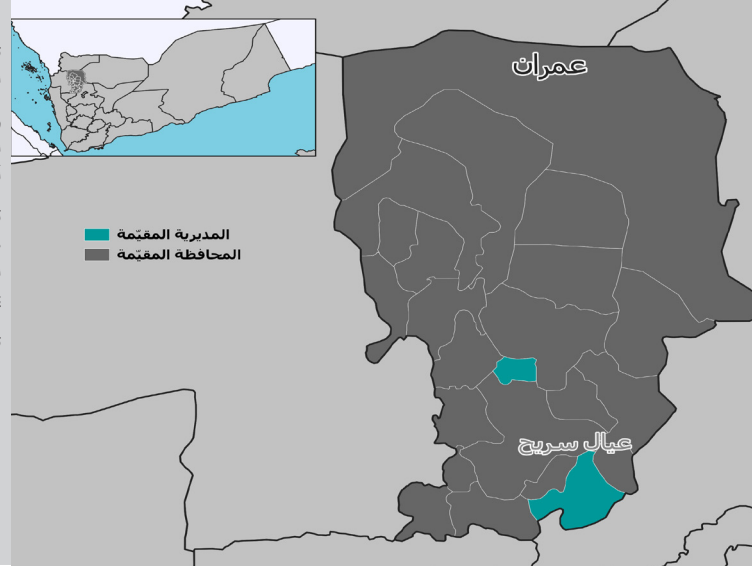 عمران
المديرية المقيّمة
المحافظة المقيّمة
عيال سريح